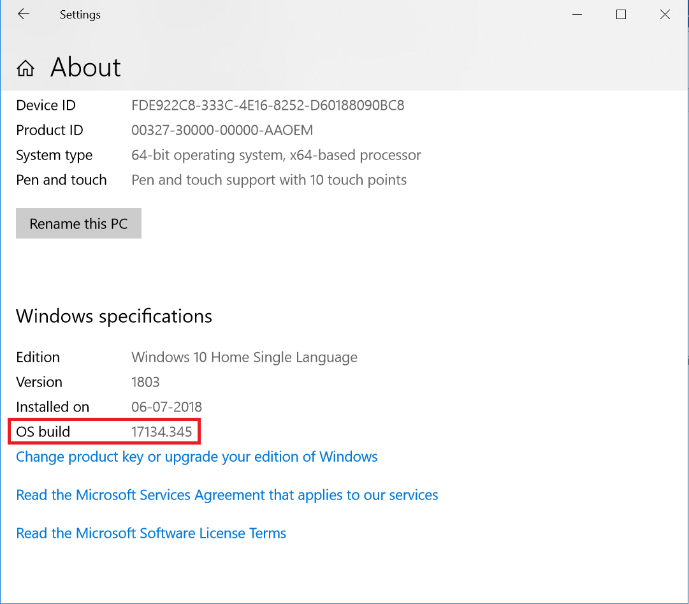 Settings
About
Device ID FDE922C8-333C-4E16-8252-D60188090BC8
Product ID 00327-30000-00000-AAOEM
System type 64-bit operating system, x64-based processor
Pen and touch Pen and touch support with 10 touch points
Rename this PC
Windows specifications
Edition Windows 10 Home Single Language
Version 1803
Installed on 06-07-2018
OS build 17134.345
Change product key or upgrade your edition of Windows
Read the Microsoft Services Agreement that applies to our services
Read the Microsoft Software License Terms